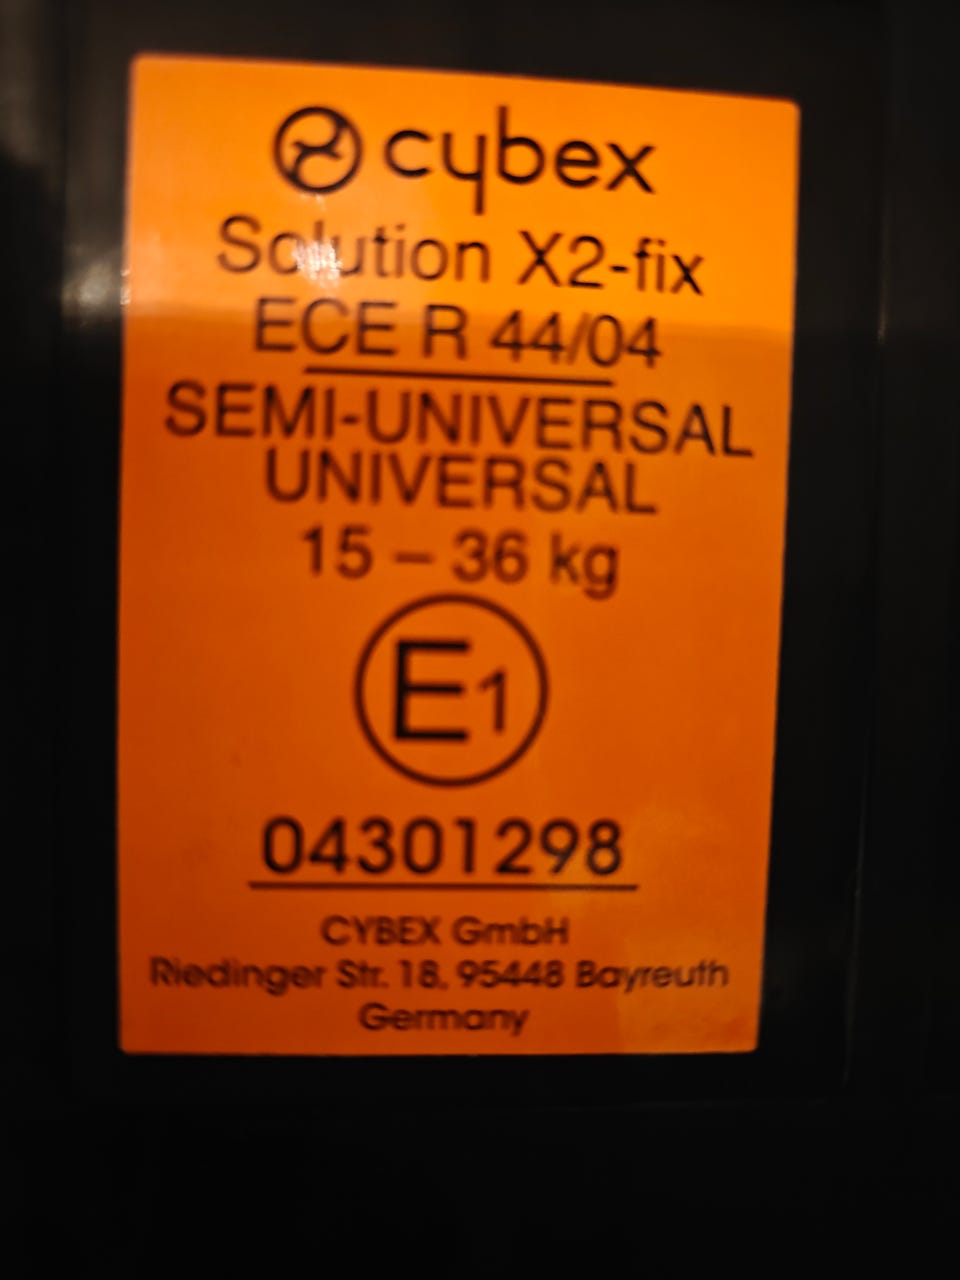 cybex
Solution X2-fix
ECE R 44/04
SEMI-UNIVERSAL
UNIVERSAL
15 – 36 kg
E1
04301298
CYBEX GmbH
Riedinger Str. 18, 95448 Bayreuth
Germany